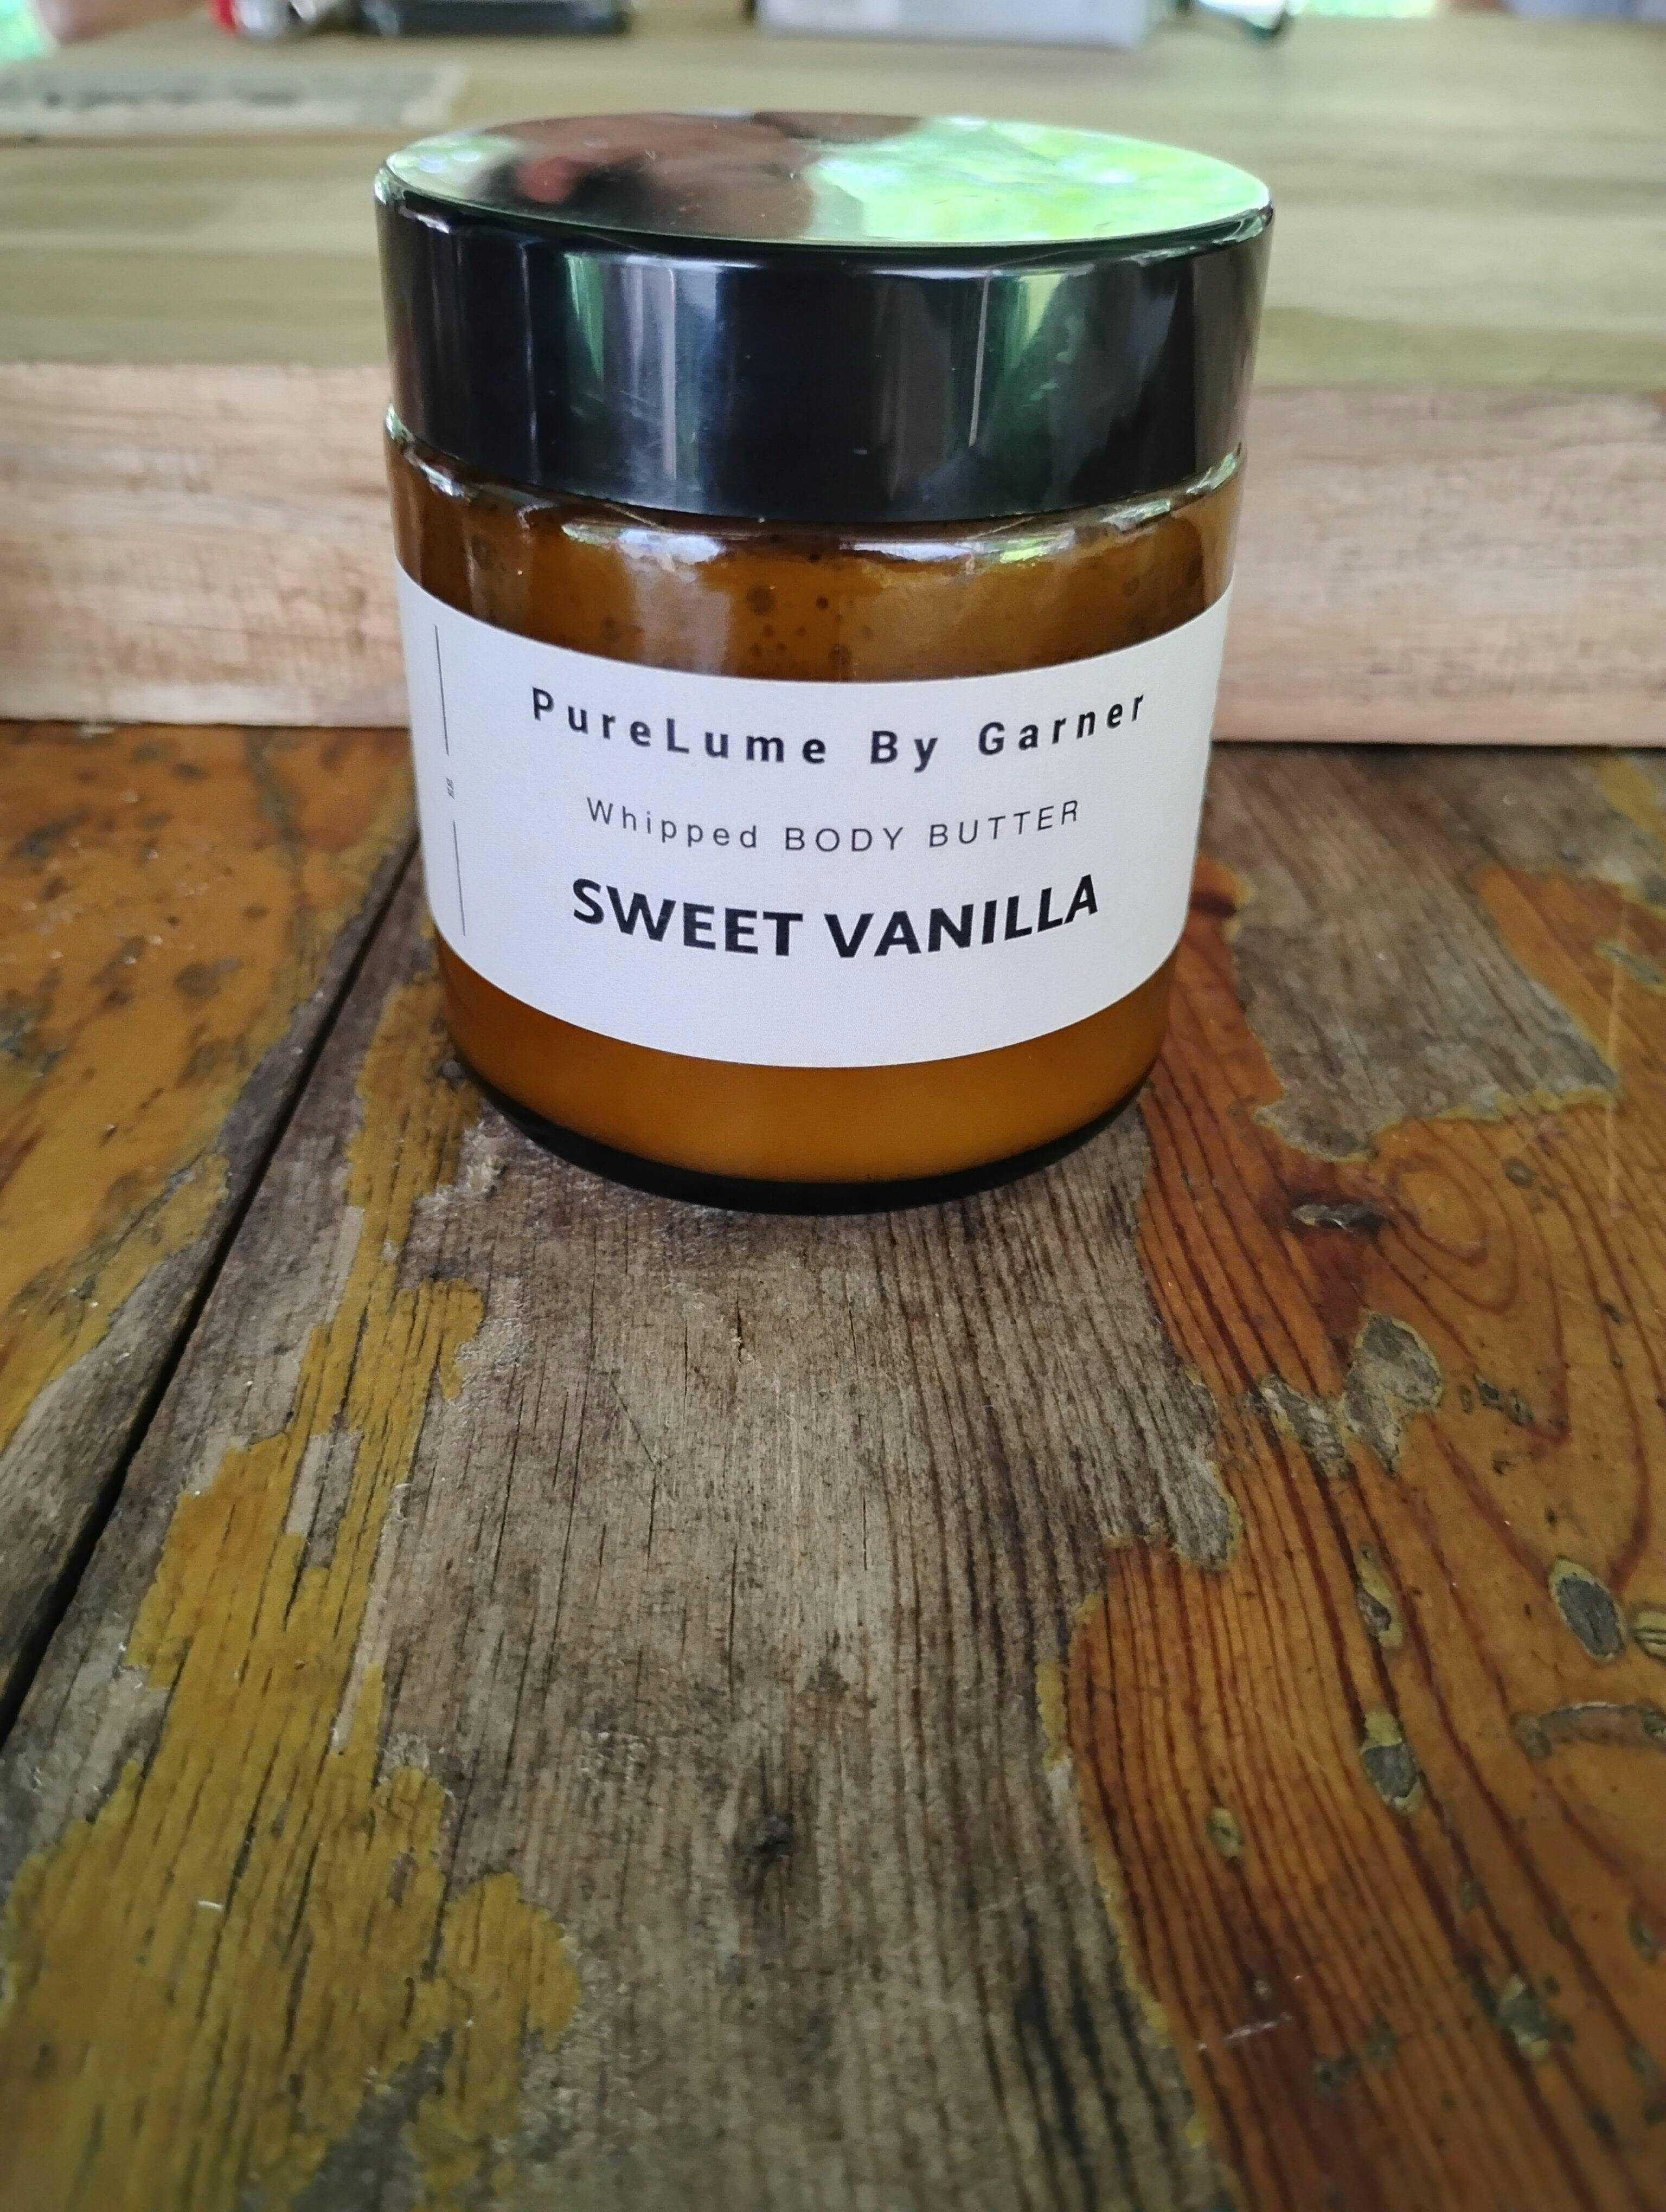 PureLume By Garner
Whipped BODY BUTTER
SWEET VANILLA